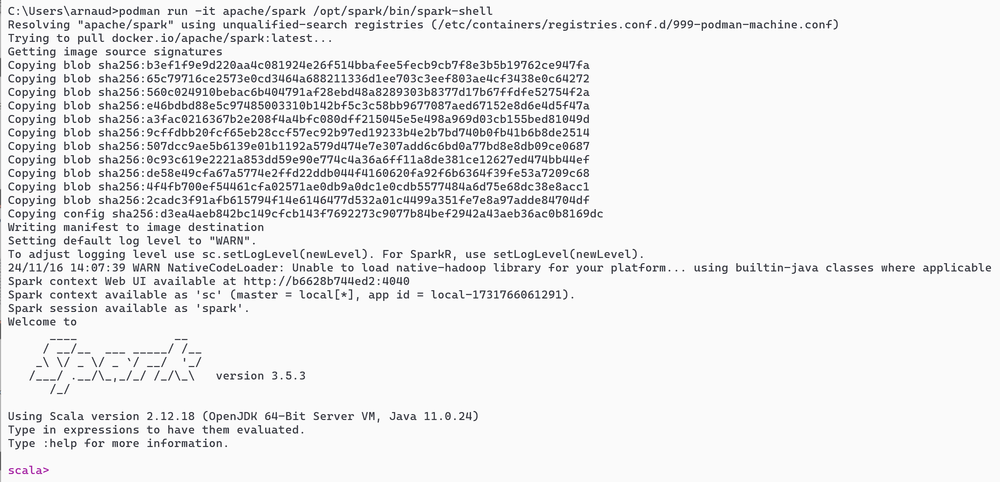 C:\Users\arnaud>podman run -it apache/spark /opt/spark/bin/spark-shell
Resolving "apache/spark" using unqualified-search registries (/etc/containers/registries.conf.d/999-podman-machine.conf)
Trying to pull docker.io/apache/spark:latest...
Getting image source signatures
Copying blob sha256:b3ef1f9e9d220aa4c081924e26f514bbafee5fecb9cb7f8e3b5b19762ce947fa
Copying blob sha256:65c79716ce2573e0cd3464a688211336d1ee703c3eef803ae4cf3438e0c64272
Copying blob sha256:560c024910bebac6b404791af28ebd48a8289303b8377d17b67ffdfe52754f2a
Copying blob sha256:e46bdbd88e5c97485003310b142bf5c3c58bb9677087aed67152e8d6e4d5f47a
Copying blob sha256:a3fac0216367b2e208f4a4bfc080dff215045e5e498a969d03cb155bed81049d
Copying blob sha256:9cffdbb20fcf65eb28ccf57ec92b97ed19233b4e2b7bd740b0fb41b6b8de2514
Copying blob sha256:507dcc9ae5b6139e01b1192a579d474e7e307add6c6bd0a77bd8e8db09ce0687
Copying blob sha256:0c93c619e2221a853dd59e90e774c4a36a6ff11a8de381ce12627ed474bb44ef
Copying blob sha256:de58e49cfa67a5774e2ffd22ddb044f4160620fa92f6b6364f39fe53a7209c68
Copying blob sha256:4f4fb700ef54461cfa02571ae0db9a0dc1e0cdb5577484a6d75e68dc38e8acc1
Copying blob sha256:2cadc3f91afb615794f14e6146477d532a01c4499a351fe7e8a97adde84704df
Copying config sha256:d3ea4aeb842bc149cfcb143f7692273c9077b84bef2942a43aeb36ac0b8169dc
Writing manifest to image destination
Setting default log level to "WARN".
To adjust logging level use sc.setLogLevel(newLevel). For SparkR, use setLogLevel(newLevel).
24/11/16 14:07:39 WARN NativeCodeLoader: Unable to load native-hadoop library for your platform... using builtin-java classes where applicable
Spark context Web UI available at http://b6628b744ed2:4040
Spark context available as 'sc' (master = local[*], app id = local-1731766061291).
Spark session available as 'spark'.
Welcome to
      ____              __
     / __/__  ___ _____/ /__
    _\ \/ _ \/ _ `/ __/  '_/
   /___/ .__/\_,_/_/ /_/\_\   version 3.5.3
      /_/
Using Scala version 2.12.18 (OpenJDK 64-Bit Server VM, Java 11.0.24)
Type in expressions to have them evaluated.
Type :help for more information.
scala>